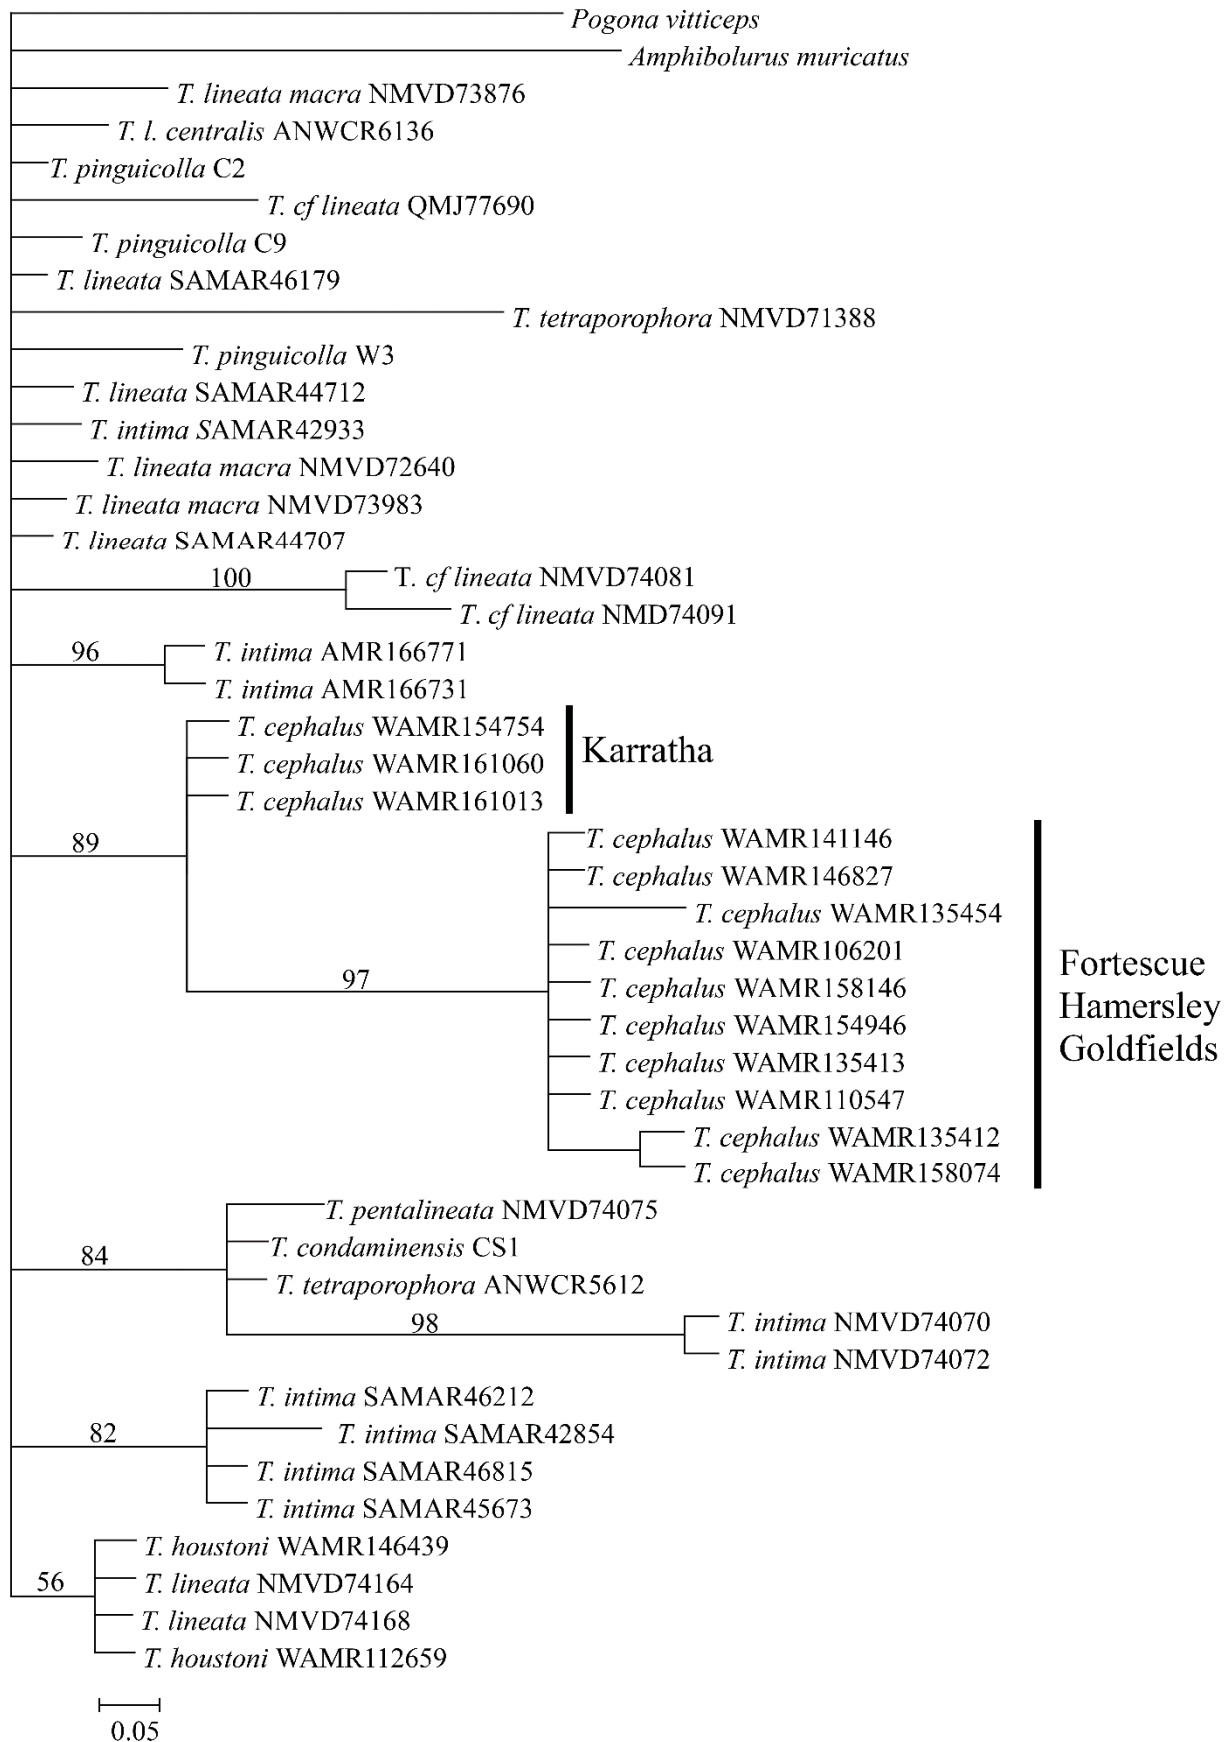 Pogona vitticeps
Amphibolurus muricatus
T. lineata macra NMVD73876
T. l. centralis ANWCR6136
T. pinguicolla C2
T. cf lineata QMJ77690
T. pinguicolla C9
T. lineata SAMAR46179
T. tetraporophora NMVD71388
T. pinguicolla W3
T. lineata SAMAR44712
T. intima SAMAR42933
T. lineata macra NMVD72640
T. lineata macra NMVD73983
T. lineata SAMAR44707
100
T. cf lineata NMVD74081
T. cf lineata NMD74091
96
T. intima AMR166771
T. intima AMR166731
T. cephalus WAMR154754
T. cephalus WAMR161060
T. cephalus WAMR161013
Karratha
89
T. cephalus WAMR141146
T. cephalus WAMR146827
T. cephalus WAMR135454
T. cephalus WAMR106201
97
T. cephalus WAMR158146
T. cephalus WAMR154946
T. cephalus WAMR135413
T. cephalus WAMR110547
T. cephalus WAMR135412
T. cephalus WAMR158074
Fortescue
Hamersley
Goldfields
T. pentalineata NMVD74075
84
T. condaminensis CS1
T. tetraporophora ANWCR5612
98
T. intima NMVD74070
T. intima NMVD74072
T. intima SAMAR46212
82
T. intima SAMAR42854
T. intima SAMAR46815
T. intima SAMAR45673
T. houstoni WAMR146439
56
T. lineata NMVD74164
T. lineata NMVD74168
T. houstoni WAMR112659
0.05